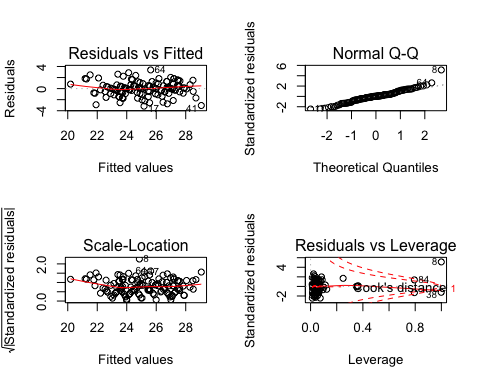 Residuals vs Fitted
Residuals
-4 0 4
64
41
20 22 24 26 28
Fitted values
Normal Q-Q
Standardized residuals
-2 2 6
8
64
-2 -1 0 1 2
Theoretical Quantiles
Scale-Location
√|Standardized residuals|
0.0 1.0 2.0
8
20 22 24 26 28
Fitted values
Residuals vs Leverage
Standardized residuals
-2 2 4
8
84
38
Cook's distance
1
0.0 0.4 0.8
Leverage